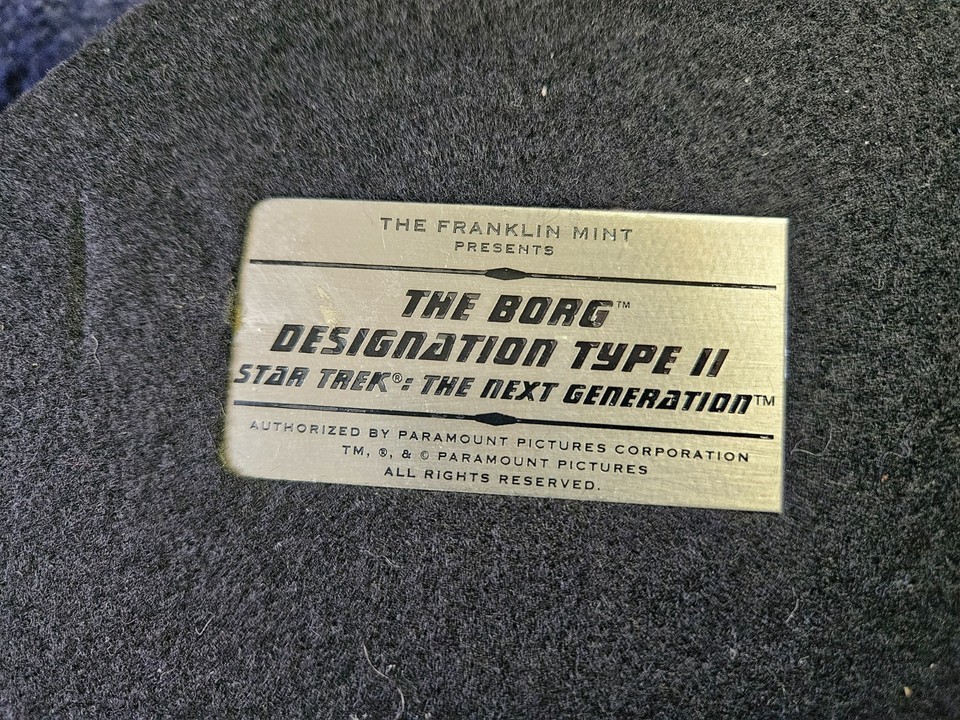 THE FRANKLIN MINT
PRESENTS
THE BORG™
DESIGNATION TYPE II
STAR TREK®: THE NEXT GENERATION™
AUTHORIZED BY PARAMOUNT PICTURES CORPORATION
TM, ®, & © PARAMOUNT PICTURES
ALL RIGHTS RESERVED.